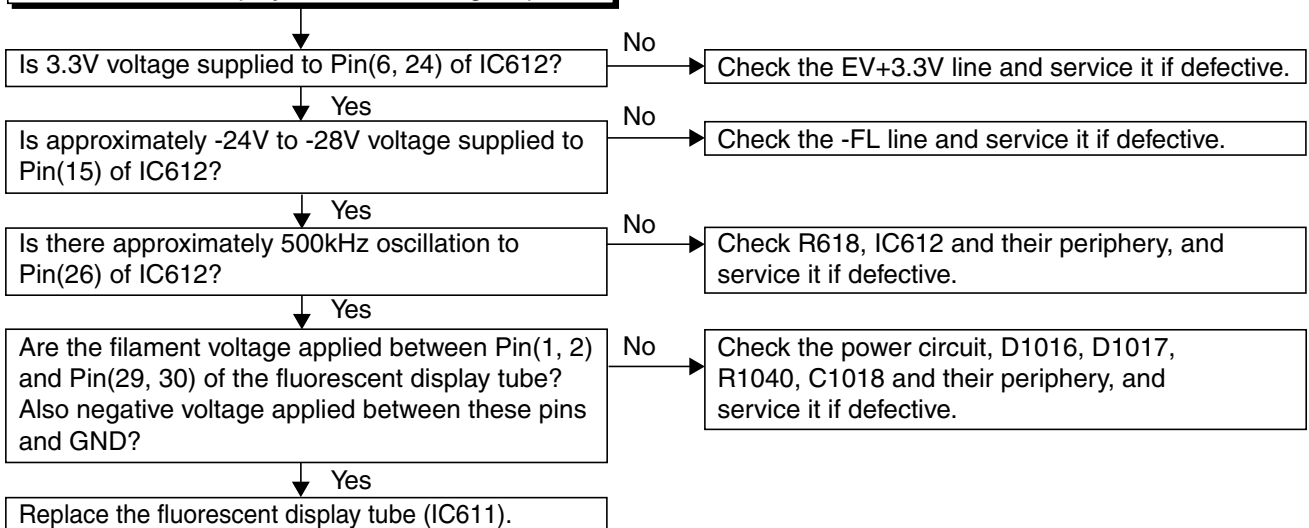 No
Is 3.3V voltage supplied to Pin(6, 24) of IC612?
Check the EV+3.3V line and service it if defective.
Yes
No
Is approximately -24V to -28V voltage supplied to
Pin(15) of IC612?
Check the -FL line and service it if defective.
Yes
No
Is there approximately 500kHz oscillation to
Pin(26) of IC612?
Check R618, IC612 and their periphery, and
service it if defective.
Yes
No
Are the filament voltage applied between Pin(1, 2)
and Pin(29, 30) of the fluorescent display tube?
Also negative voltage applied between these pins
and GND?
Check the power circuit, D1016, D1017,
R1040, C1018 and their periphery, and
service it if defective.
Yes
Replace the fluorescent display tube (IC611).